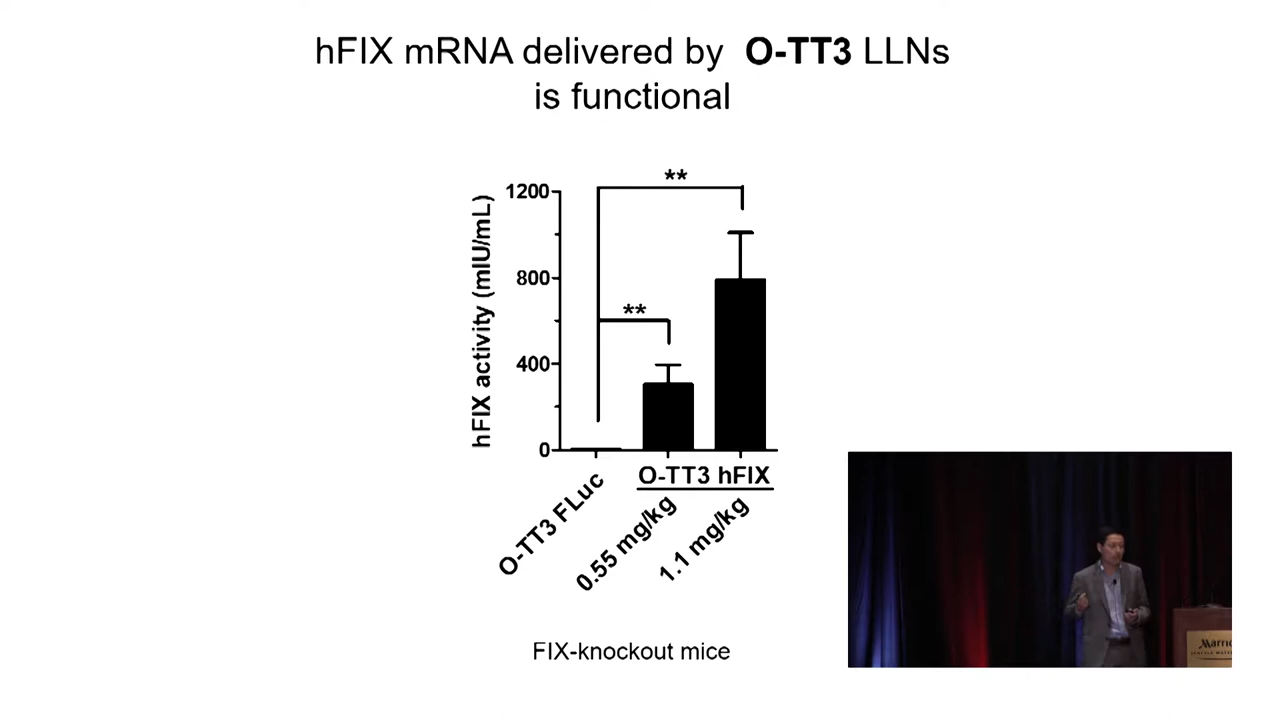 hFIX mRNA delivered by O-TT3 LLNs
is functional
**
1200
**
800
400
0
hFIX activity (mIU/mL)
O-TT3 hFIX
O-TT3 FLuc
0.55 mg/kg
1.1 mg/kg
FIX-knockout mice